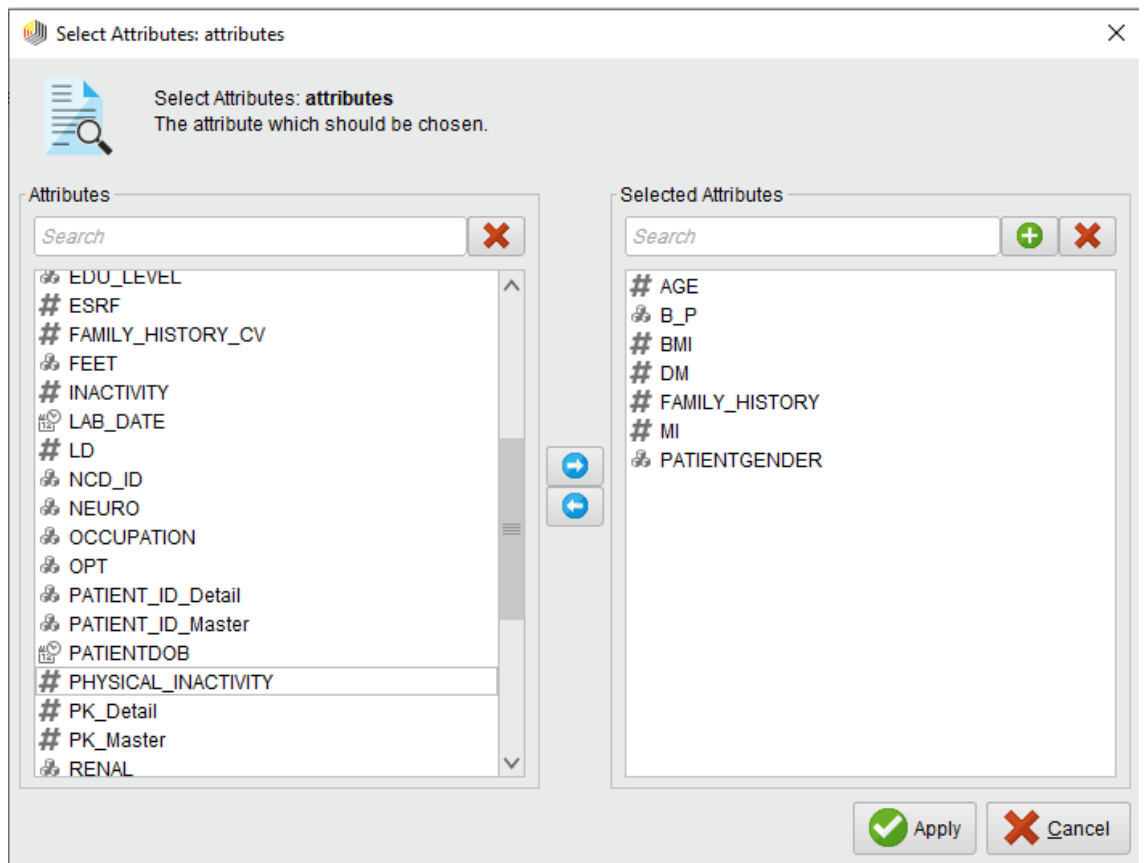 Select Attributes: attributes
Select Attributes: attributes
The attribute which should be chosen.
Attributes
Search
EDU_LEVEL
ESRF
FAMILY_HISTORY_CV
FEET
INACTIVITY
LAB_DATE
LD
NCD_ID
NEURO
OCCUPATION
OPT
PATIENT_ID_Detail
PATIENT_ID_Master
PATIENTDOB
PHYSICAL_INACTIVITY
PK_Detail
PK_Master
RENAL
Selected Attributes
Search
AGE
B_P
BMI
DM
FAMILY_HISTORY
MI
PATIENTGENDER
Apply
Cancel